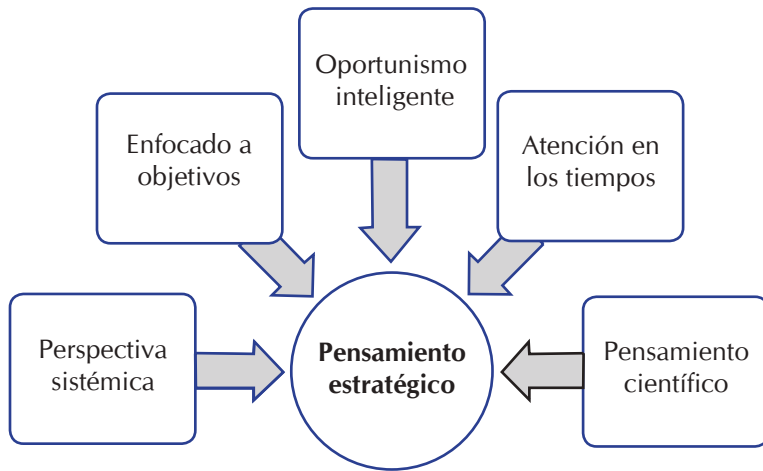 Oportunismo
inteligente
Enfocado a
objetivos
Atención en
los tiempos
Perspectiva
sistémica
Pensamiento
estratégico
Pensamiento
científico